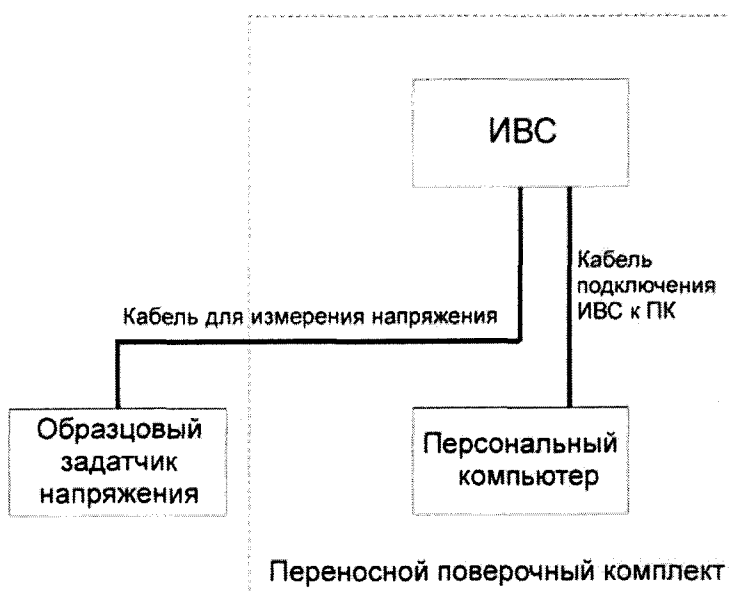 ИВС
Кабель
подключения
ИВС к ПК
Кабель для измерения напряжения
Образцовый
задатчик
напряжения
Персональный
компьютер
Переносной поверочный комплект